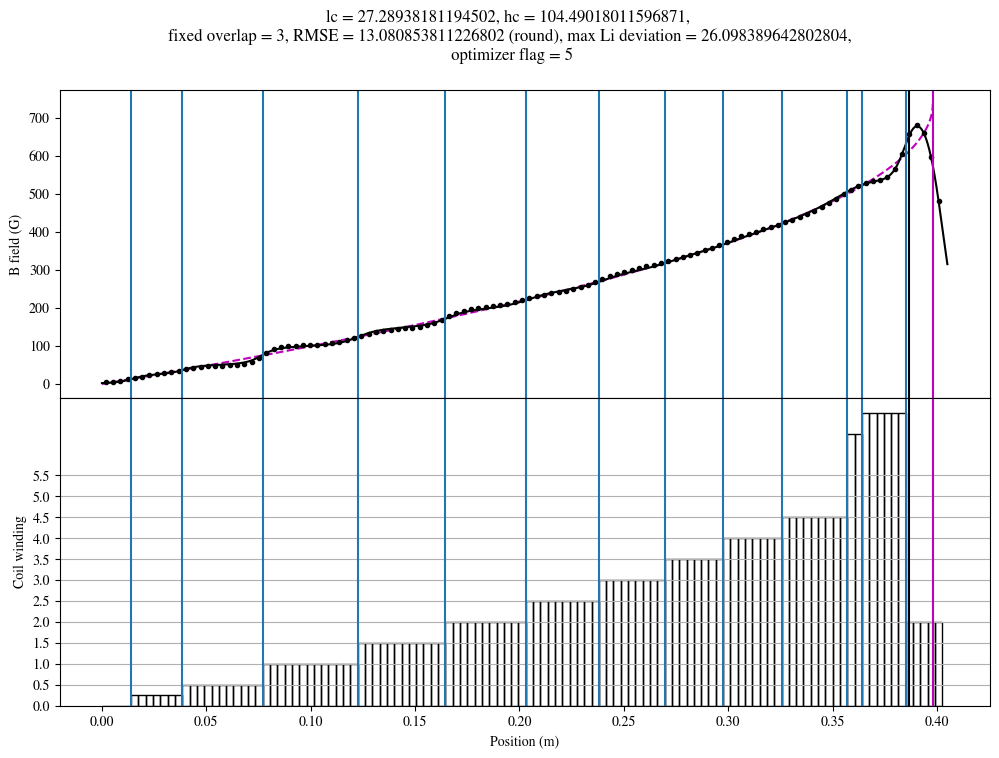 lc = 27.28938181194502, hc = 104.49018011596871,
fixed overlap = 3, RMSE = 13.080853811226802 (round), max Li deviation = 26.098389642802804,
optimizer flag = 5
700
600
500
400
300
200
100
0
B field (G)
5.5
5.0
4.5
4.0
3.5
3.0
2.5
2.0
1.5
1.0
0.5
0.0
Coil winding
0.00 0.05 0.10 0.15 0.20 0.25 0.30 0.35 0.40
Position (m)